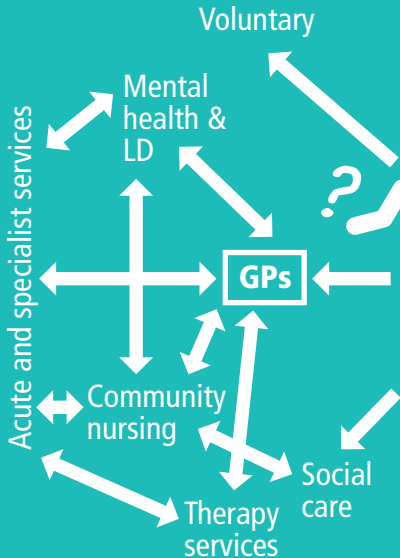 Voluntary
Mental
health &
LD
Acute and specialist services
?
GPs
Community
nursing
Social
care
Therapy
services